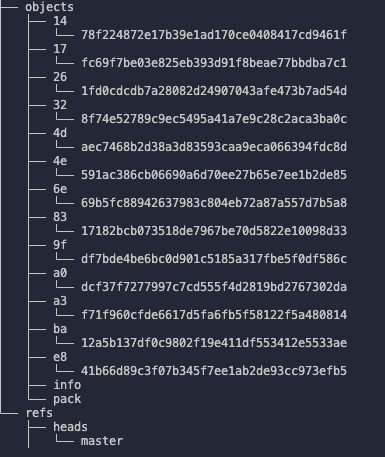 objects
14
78f224872e17b39e1ad170ce0408417cd9461f
17
fc69f7be03e825eb393d91f8beae77bbdba7c1
26
1fd0cdcdb7a28082d24907043afe473b7ad54d
32
8f74e52789c9ec5495a41a7e9c28c2aca3ba0c
4d
aec7468b2d38a3d83593caa9eca066394fdc8d
4e
591ac386cb06690a6d70ee27b65e7ee1b2de85
6e
69b5fc88942637983c804eb72a87a557d7b5a8
83
17182bcb073518de7967be70d5822e10098d33
9f
df7bde4be6bc0d901c5185a317fbe5f0df586c
a0
dcf37f7277997c7cd555f4d2819bd2767302da
a3
f71f960cfde6617d5fa6fb5f58122f5a480814
ba
12a5b137df0c9802f19e411df553412e5533ae
e8
41b66d89c3f07b345f7ee1ab2de93cc973efb5
info
pack
refs
heads
master